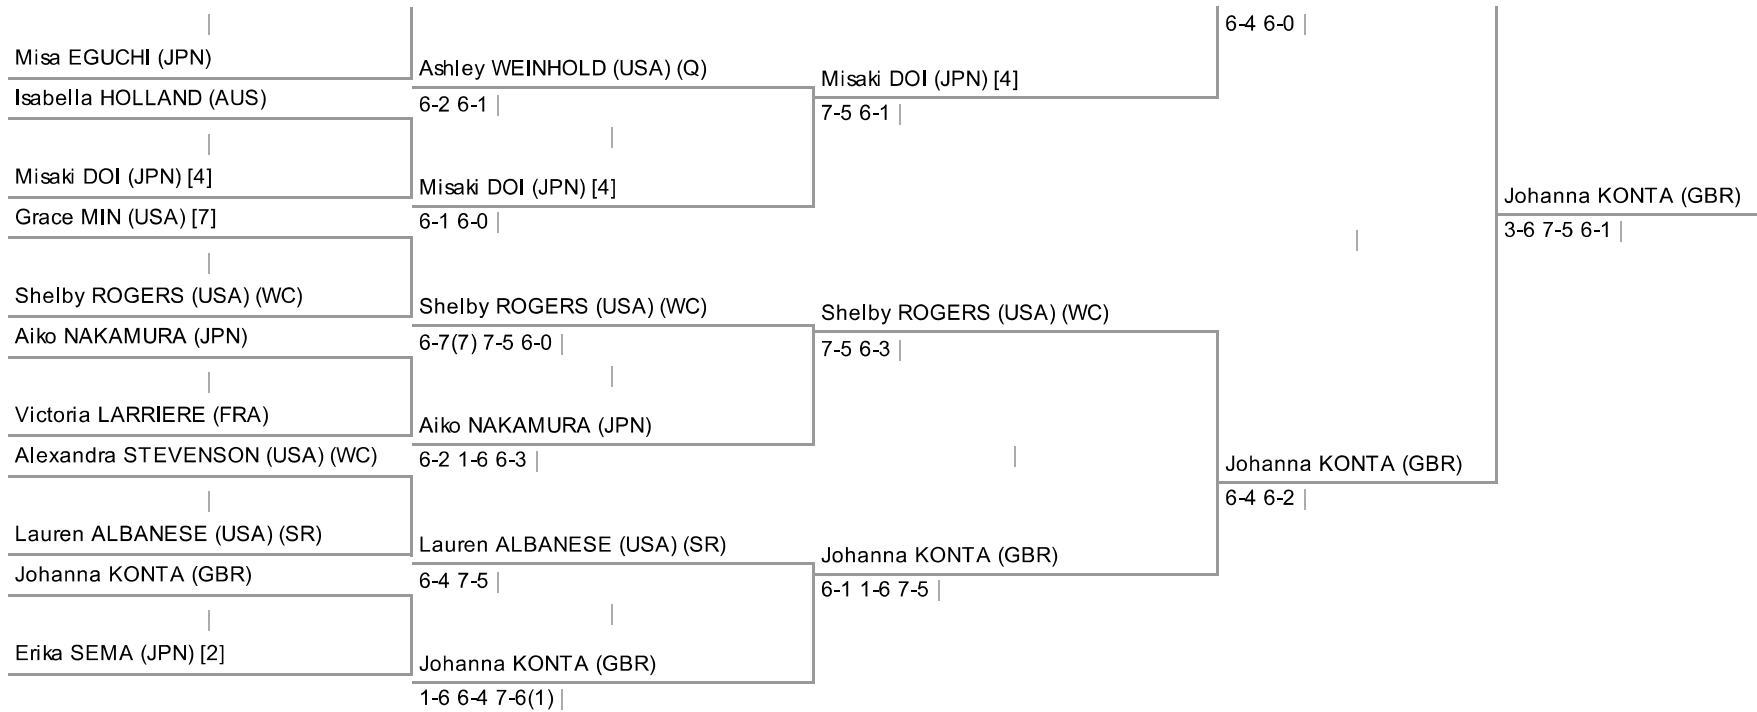 Misa EGUCHI (JPN)
Isabella HOLLAND (AUS)
Misaki DOI (JPN) [4]
Grace MIN (USA) [7]
Shelby ROGERS (USA) (WC)
Aiko NAKAMURA (JPN)
Victoria LARRIERE (FRA)
Alexandra STEVENSON (USA) (WC)
Lauren ALBANESE (USA) (SR)
Johanna KONTA (GBR)
Erika SEMA (JPN) [2]
Ashley WEINHOLD (USA) (Q)
6-2 6-1
Misaki DOI (JPN) [4]
6-1 6-0
Shelby ROGERS (USA) (WC)
6-7(7) 7-5 6-0
Aiko NAKAMURA (JPN)
6-2 1-6 6-3
Lauren ALBANESE (USA) (SR)
6-4 7-5
Johanna KONTA (GBR)
1-6 6-4 7-6(1)
Misaki DOI (JPN) [4]
7-5 6-1
Shelby ROGERS (USA) (WC)
7-5 6-3
Johanna KONTA (GBR)
6-1 1-6 7-5
6-4 6-0
Johanna KONTA (GBR)
6-4 6-2
Johanna KONTA (GBR)
3-6 7-5 6-1